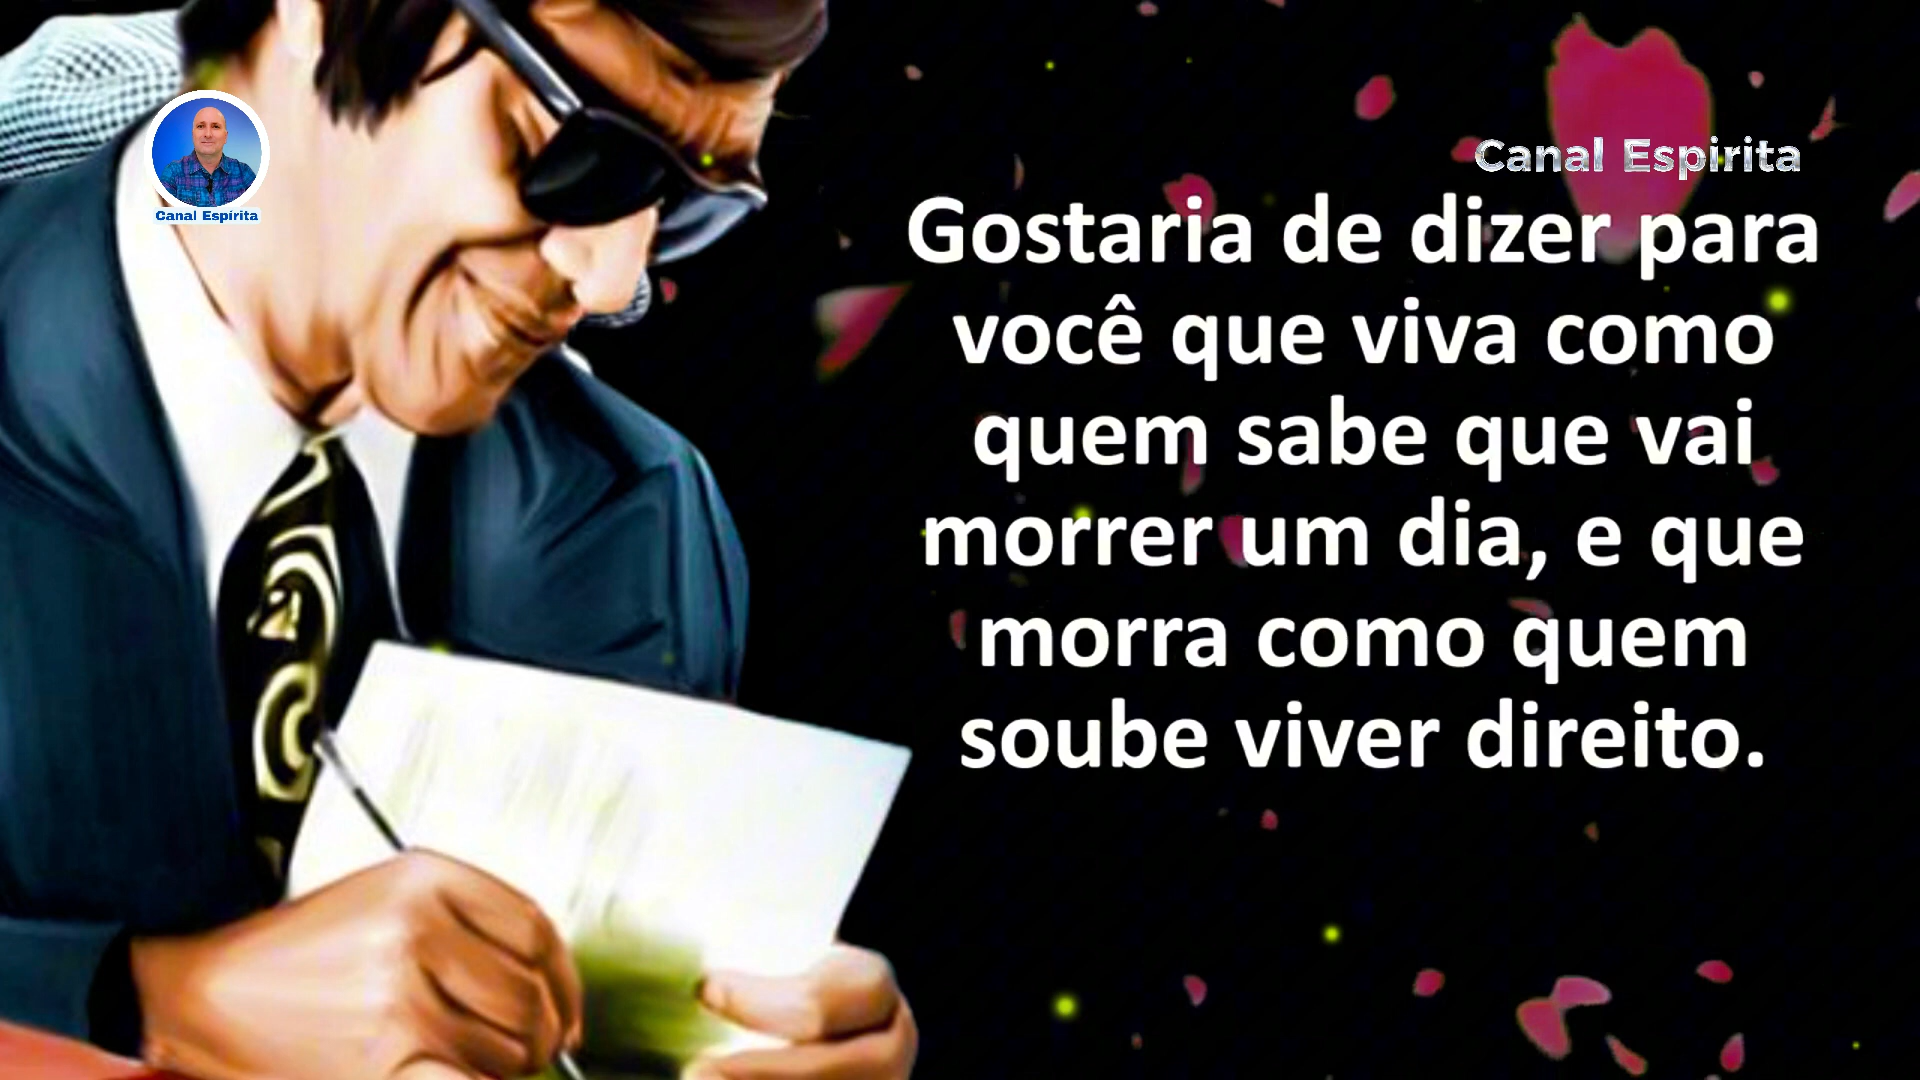 Canal Espírita
Canal Espirita
Gostaria de dizer para
você que viva como
quem sabe que vai
morrer um dia, e que
morra como quem
soube viver direito.